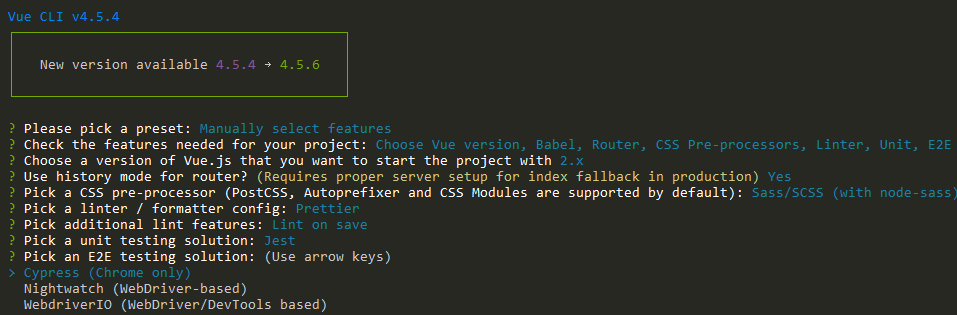 Vue CLI v4.5.4
New version available 4.5.4 → 4.5.6
? Please pick a preset: Manually select features
? Check the features needed for your project: Choose Vue version, Babel, Router, CSS Pre-processors, Linter, Unit, E2E
? Choose a version of Vue.js that you want to start the project with 2.x
? Use history mode for router? (Requires proper server setup for index fallback in production) Yes
? Pick a CSS pre-processor (PostCSS, Autoprefixer and CSS Modules are supported by default): Sass/SCSS (with node-sass)
? Pick a linter / formatter config: Prettier
? Pick additional lint features: Lint on save
? Pick a unit testing solution: Jest
? Pick an E2E testing solution: (Use arrow keys)
> Cypress (Chrome only)
Nightwatch (WebDriver-based)
WebdriverIO (WebDriver/DevTools based)